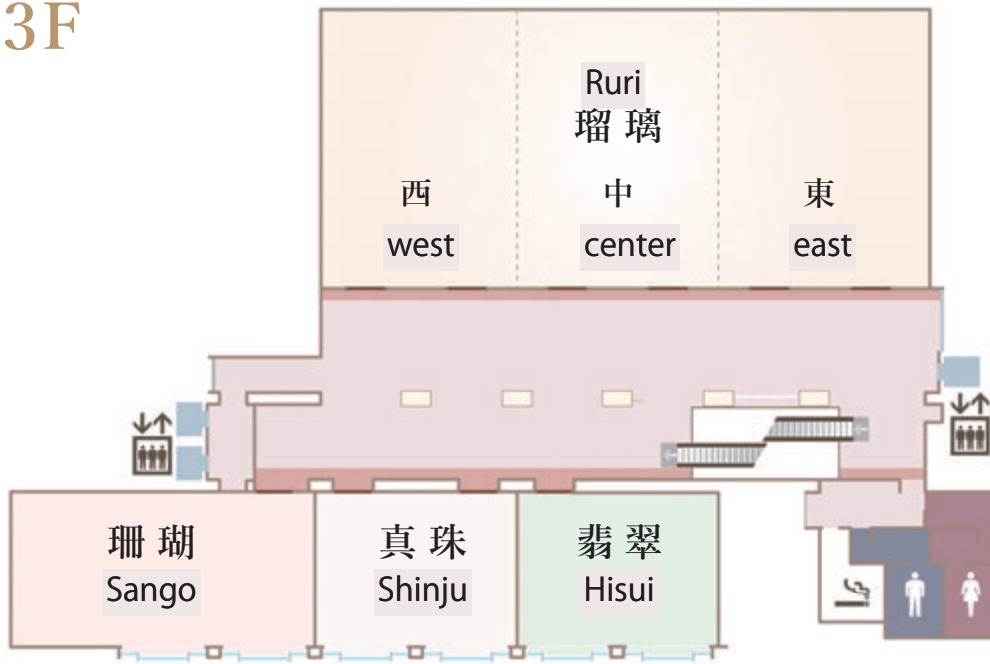 3F
Ruri
瑠璃
西 中 東
west center east
珊瑚 真珠 翡翠
Sango Shinju Hisui